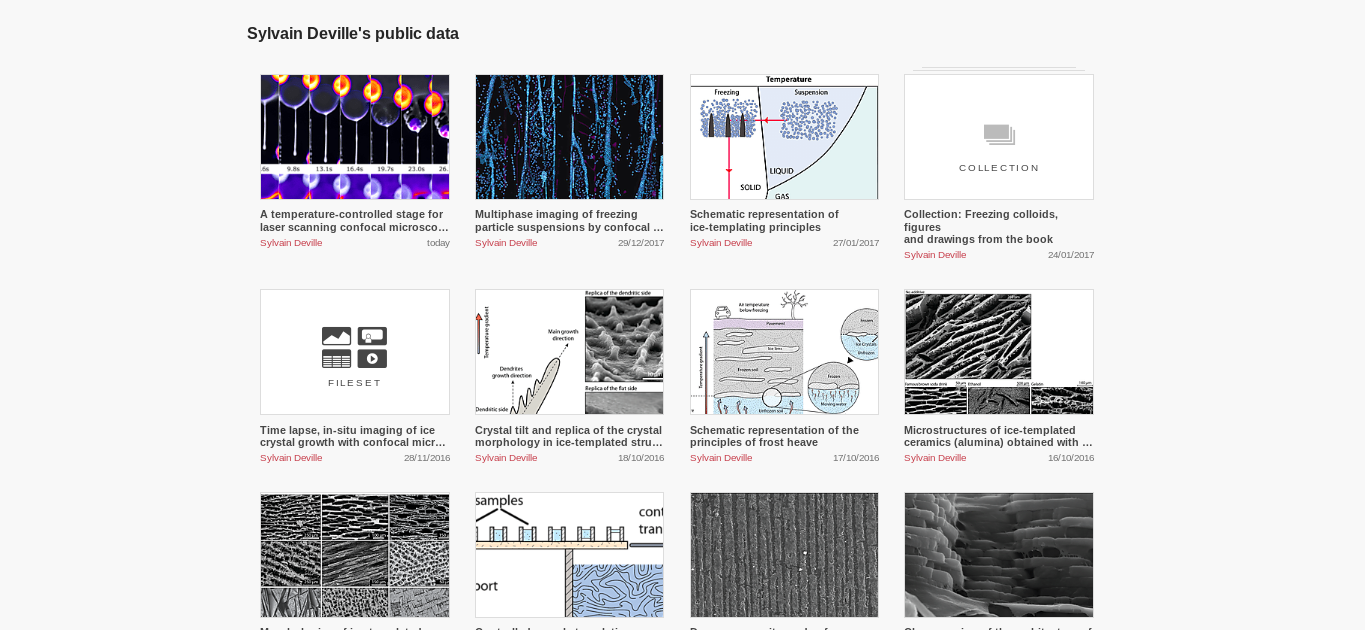 Sylvain Deville's public data
9.8s 13.1s 16.4s 19.7s 23.0s 26.
Temperature
Freezing
Suspension
LIQUID
SOLID
GAS
COLLECTION
A temperature-controlled stage for
laser scanning confocal microsco…
Sylvain Deville today
Multiphase imaging of freezing
particle suspensions by confocal …
Sylvain Deville 29/12/2017
Schematic representation of
ice-templating principles
Sylvain Deville 27/01/2017
Collection: Freezing colloids,
figures
and drawings from the book
Sylvain Deville 24/01/2017
FILESET
Replica of the dendritic side
Temperature gradient
Main growth
direction
Dendrites
growth direction
Replica of the flat side
Dendritic side
Air temperature
below freezing
Pavement
Ice lens
Frozen soil
Temperature gradient
Unfrozen soil
Frozen
Ice Crystals
Unfrozen
Frozen
Moving water
No additive
Ethanol
Gelatin
Time lapse, in-situ imaging of ice
crystal growth with confocal micr…
Sylvain Deville 28/11/2016
Crystal tilt and replica of the crystal
morphology in ice-templated stru…
Sylvain Deville 18/10/2016
Schematic representation of the
principles of frost heave
Sylvain Deville 17/10/2016
Microstructures of ice-templated
ceramics (alumina) obtained with …
Sylvain Deville 16/10/2016
samples
cont
tran
port